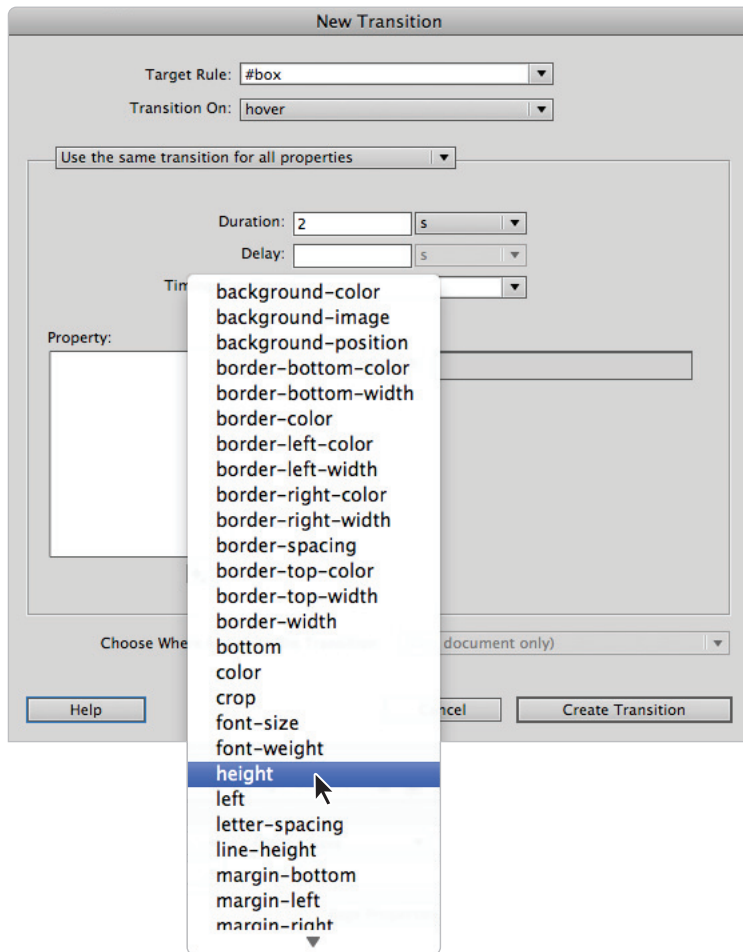 New Transition
Target Rule: #box
Transition On: hover
Use the same transition for all properties
Duration: 2 s
Delay: s
background-color
background-image
Property:
background-position
border-bottom-color
border-bottom-width
border-color
border-left-color
border-left-width
border-right-color
border-right-width
border-spacing
border-top-color
border-top-width
border-width
Choose document only)
bottom
color
crop
Help Create Transition
font-size
font-weight
height
left
letter-spacing
line-height
margin-bottom
margin-left
margin-right